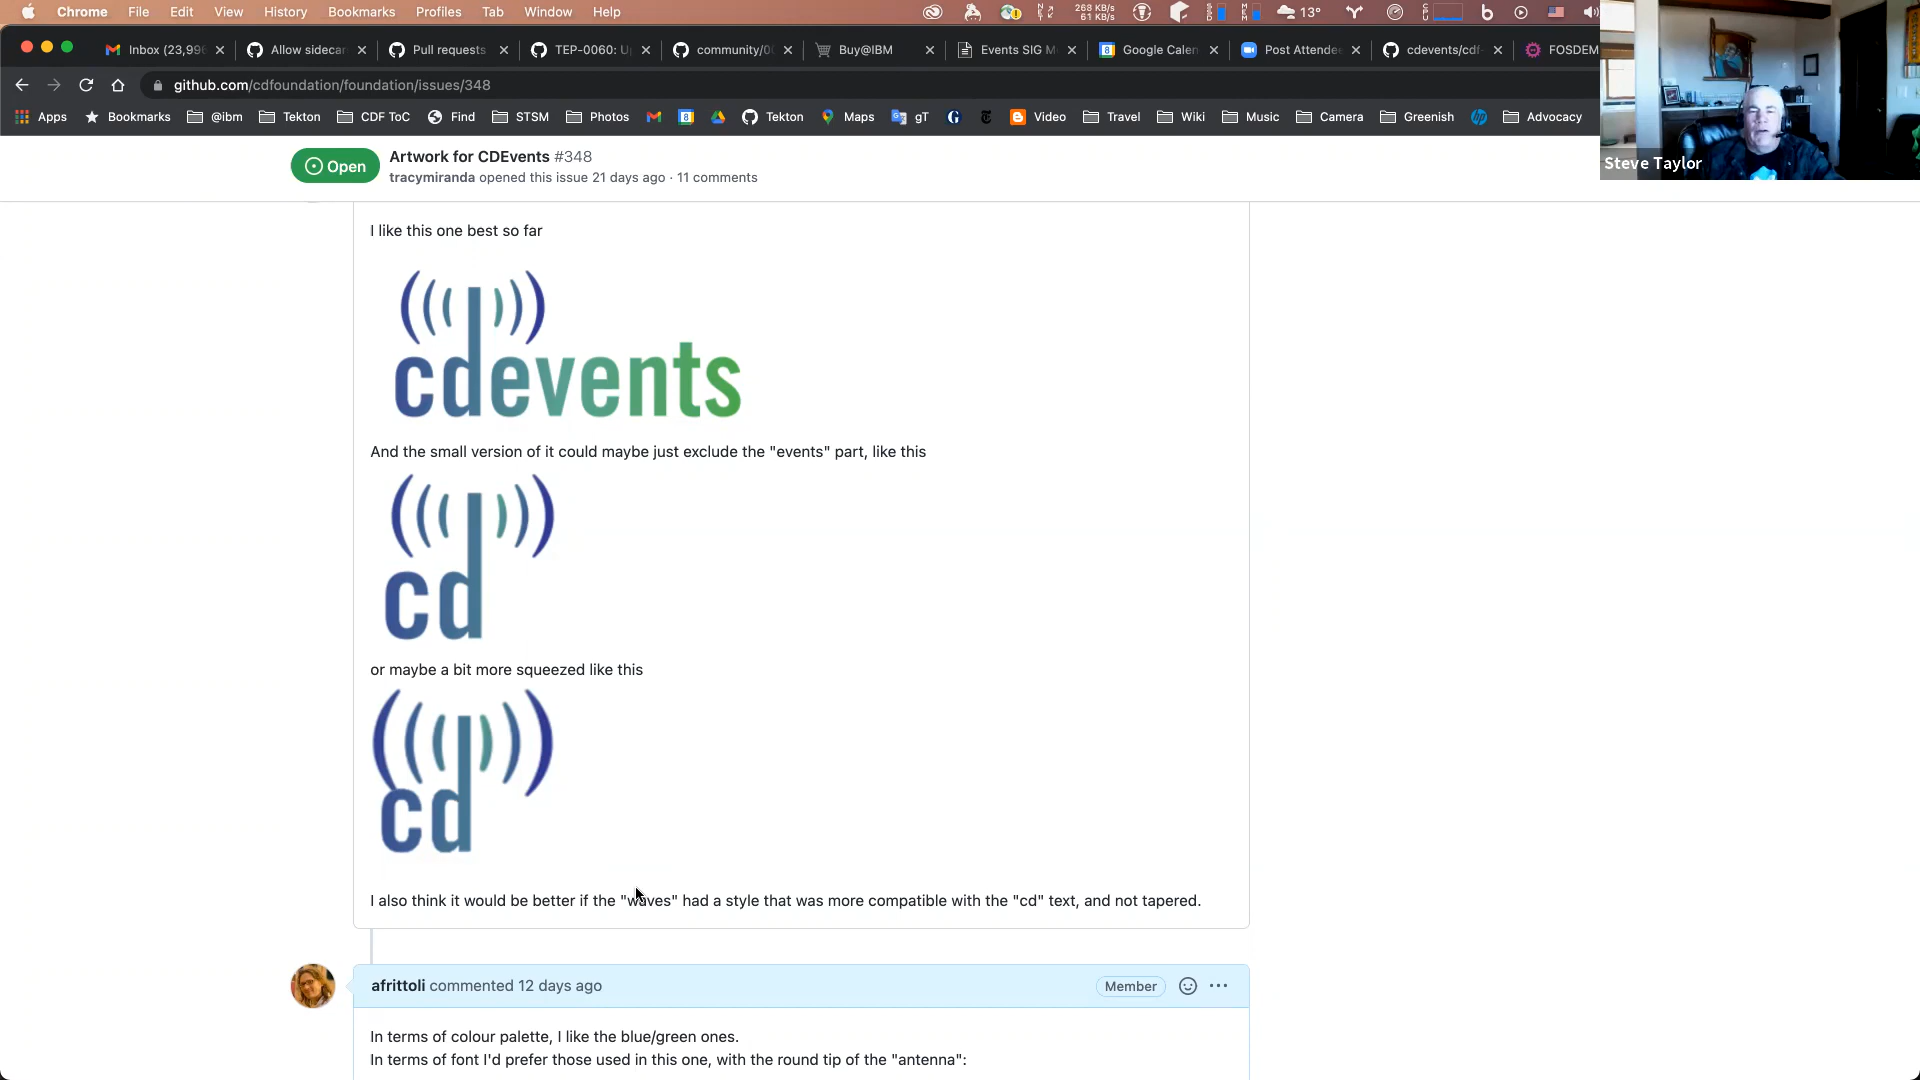 Chrome File Edit View History Bookmarks Profiles Tab Window Help
268 KB/s
61 KB/s
13°
Inbox (23,99
Allow sidecar
Pull requests
TEP-0060: U
community/0
Buy@IBM
Events SIG M
Google Calen
Post Attende
cdevents/cdf
FOSDEM
github.com/cdfoundation/foundation/issues/348
Apps Bookmarks @ibm Tekton CDF ToC Find STSM Photos Tekton Maps gT Video Travel Wiki Music Camera Greenish Advocacy
Steve Taylor
Open
Artwork for CDEvents #348
tracymiranda opened this issue 21 days ago · 11 comments
I like this one best so far
cdevents
And the small version of it could maybe just exclude the "events" part, like this
cd
or maybe a bit more squeezed like this
cd
I also think it would be better if the "waves" had a style that was more compatible with the "cd" text, and not tapered.
afrittoli commented 12 days ago
Member
In terms of colour palette, I like the blue/green ones.
In terms of font I'd prefer those used in this one, with the round tip of the "antenna":